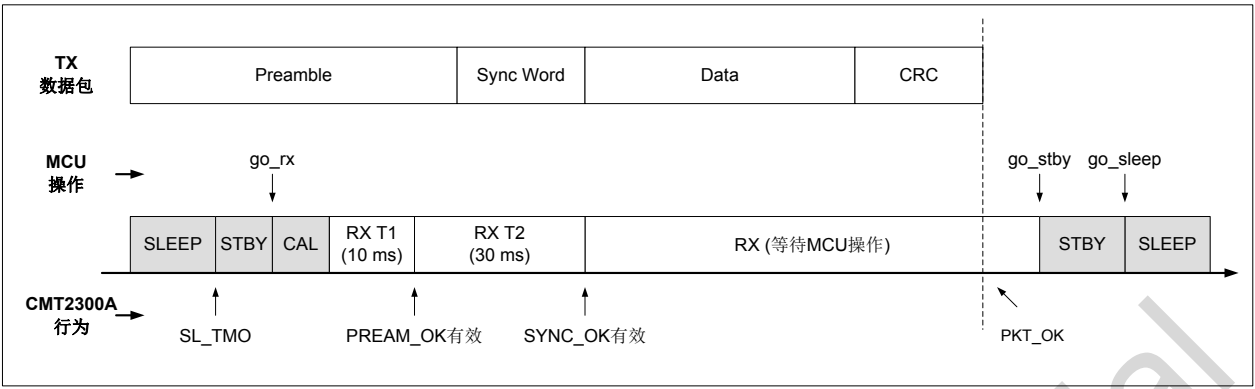 TX
数据包
Preamble
Sync Word
Data
CRC
MCU
操作
go_rx
go_stby
go_sleep
SLEEP
STBY
CAL
RX T1
(10 ms)
RX T2
(30 ms)
RX (等待MCU操作)
STBY
SLEEP
CMT2300A
行为
SL_TMO
PREAM_OK有效
SYNC_OK有效
PKT_OK